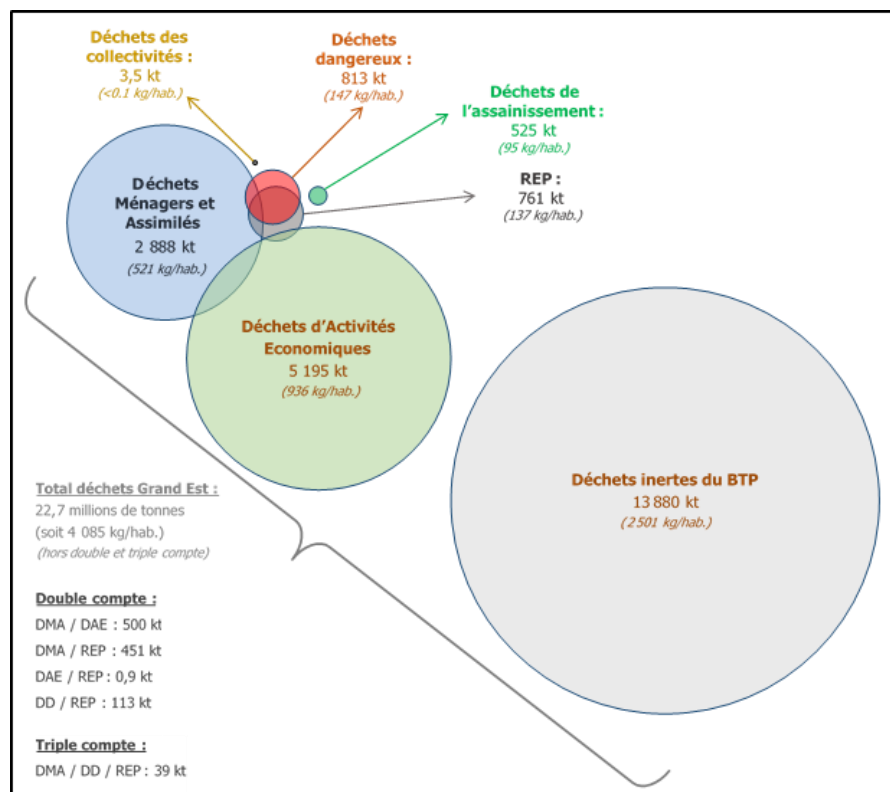 Déchets des
collectivités :
3,5 kt
(<0.1 kg/hab.)
Déchets
dangereux :
813 kt
(147 kg/hab.)
Déchets de
l'assainissement :
525 kt
(95 kg/hab.)
REP :
761 kt
(137 kg/hab.)
Déchets
Ménagers et
Assimilés
2 888 kt
(521 kg/hab.)
Déchets d'Activités
Economiques
5 195 kt
(936 kg/hab.)
Déchets inertes du BTP
13 880 kt
(2 501 kg/hab.)
Total déchets Grand Est :
22,7 millions de tonnes
(soit 4 085 kg/hab.)
(hors double et triple compte)
Double compte :
DMA / DAE : 500 kt
DMA / REP : 451 kt
DAE / REP : 0,9 kt
DD / REP : 113 kt
Triple compte :
DMA / DD / REP : 39 kt